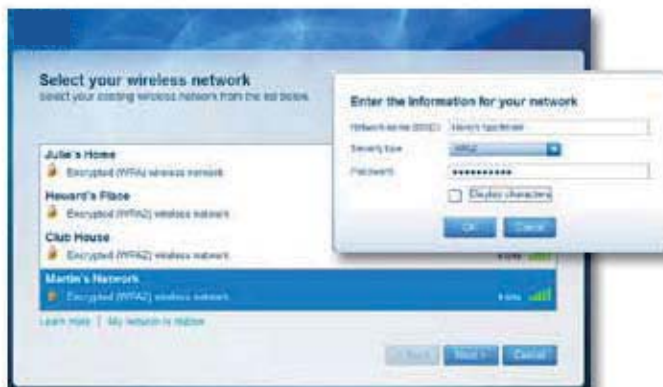 Select your wireless network
Select your existing wireless network from the list below.
Julie's Home
Encrypted (WPA) wireless network
Howard's Place
Encrypted (WPA2) wireless network
Club House
Encrypted (WPA2) wireless network
Martin's Network
Encrypted (WPA2) wireless network
Learn more | My network is hidden
< Back
Next >
Cancel
Enter the information for your network
Network name (SSID):
Security type
WPA2
Password:
••••••••••
Display characters
OK
Cancel